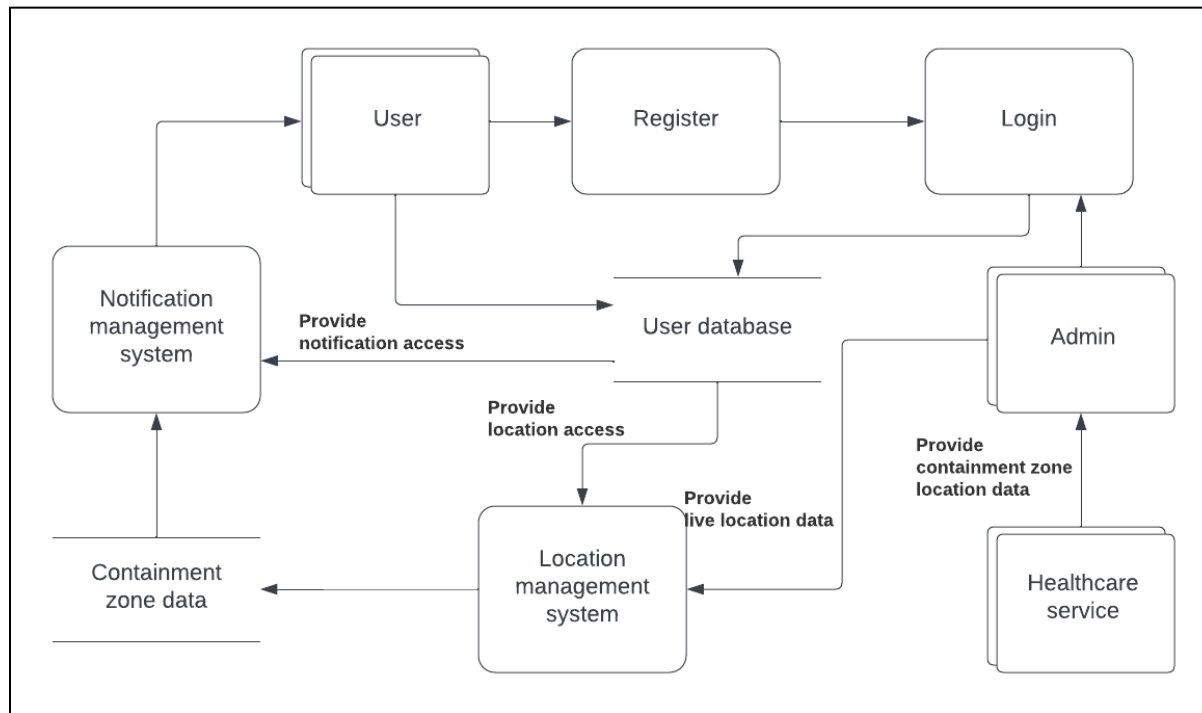 User
Register
Login
Notification
management
system
Provide
notification access
User database
Admin
Provide
location access
Provide
containment zone
location data
Provide
live location data
Containment
zone data
Location
management
system
Healthcare
service